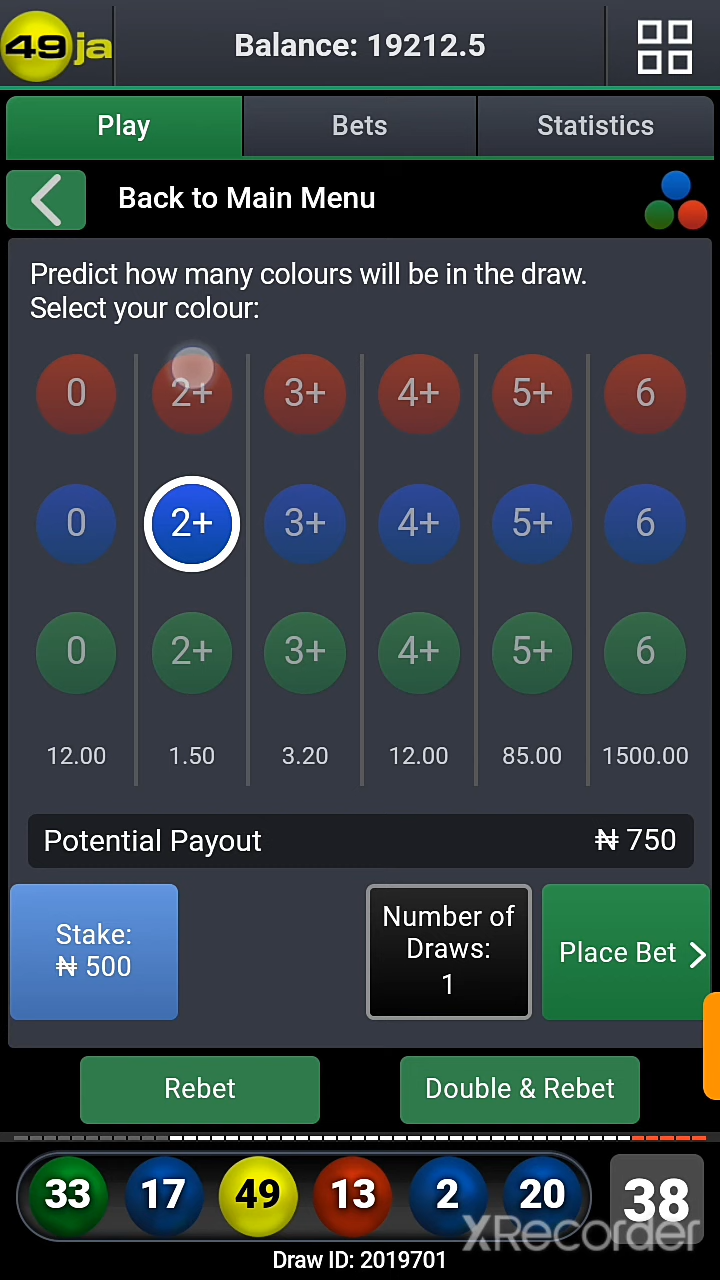 49ja
Balance: 19212.5
Play Bets Statistics
Back to Main Menu
Predict how many colours will be in the draw.
Select your colour:
0 2+ 3+ 4+ 5+ 6
0 2+ 3+ 4+ 5+ 6
0 2+ 3+ 4+ 5+ 6
12.00 1.50 3.20 12.00 85.00 1500.00
Potential Payout ₦ 750
Stake:
₦ 500
Number of
Draws:
1
Place Bet
Rebet Double & Rebet
33 17 49 13 2 20 38
XRecorder
Draw ID: 2019701